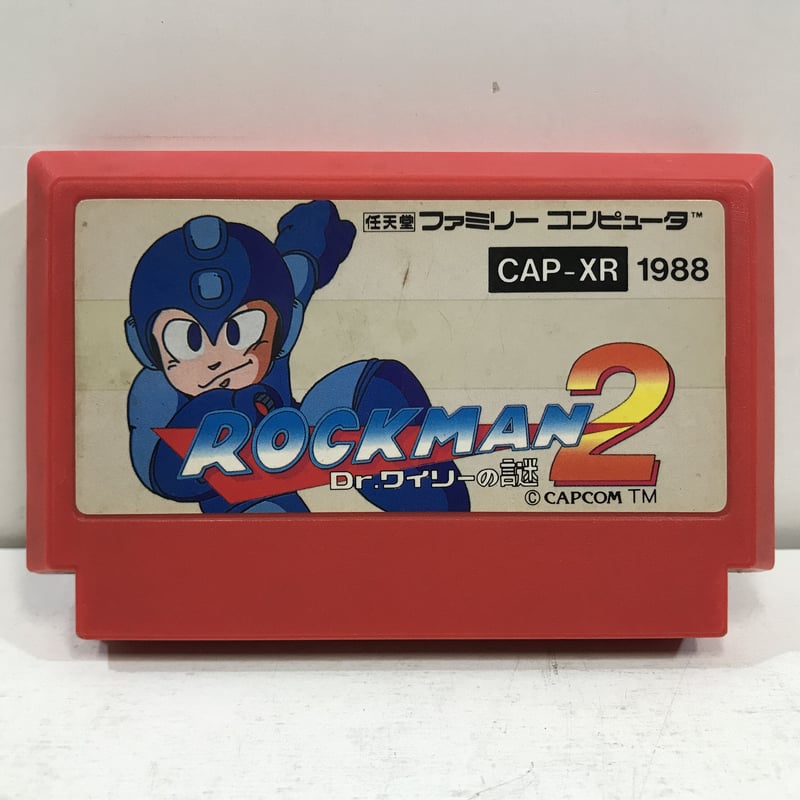 任天堂 ファミリー コンピュータ™
CAP-XR 1988
ROCKMAN 2
Dr.ワイリーの謎
© CAPCOM TM